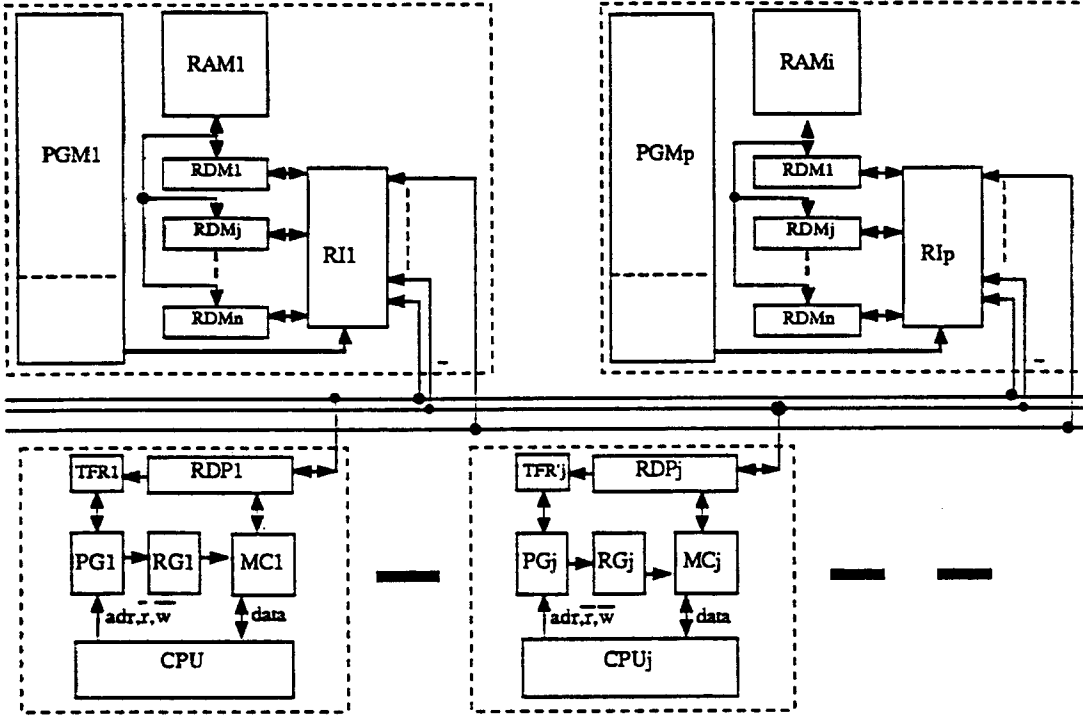 RAM1
PGM1
RDM1
RDMj
RI1
RDMn
RAMi
PGMp
RDM1
RDMj
RIp
RDMn
TFR1
RDP1
PG1
RG1
MC1
adr,r̅,w̅
data
CPU
TFR'j
RDPj
PGj
RGj
MCj
adr,r̅,w̅
data
CPUj